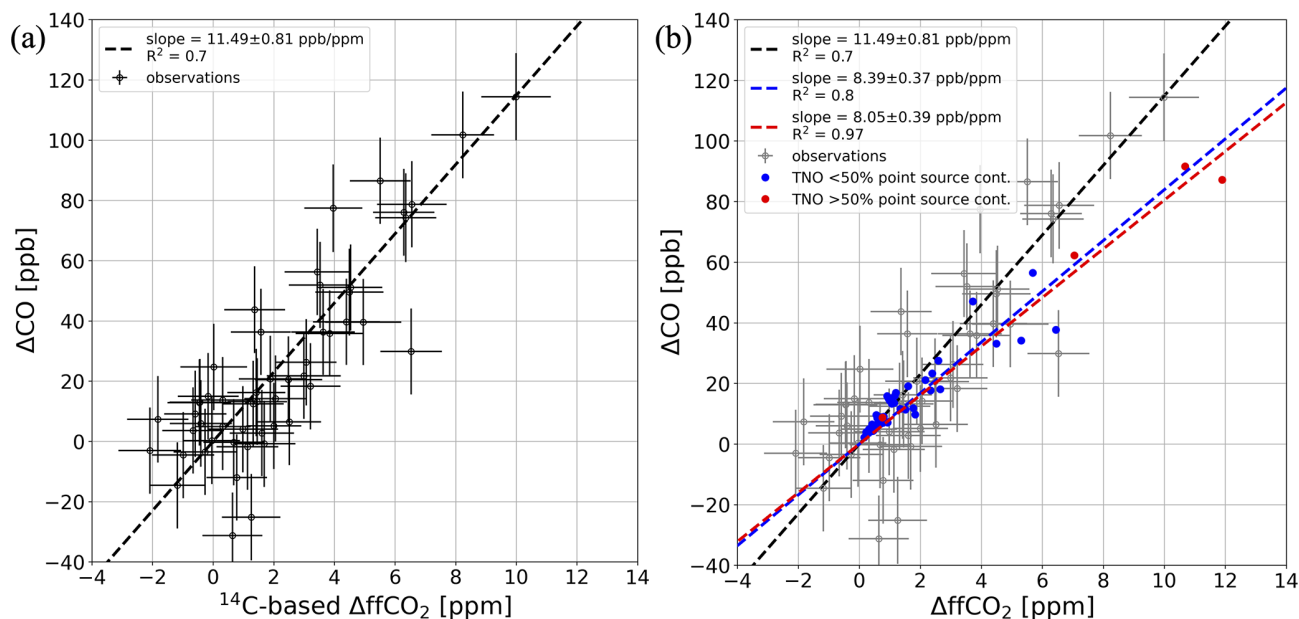 (a)
slope = 11.49±0.81 ppb/ppm
R² = 0.7
observations
140
120
100
80
60
40
20
0
−20
−40
ΔCO [ppb]
−4 −2 0 2 4 6 8 10 12 14
¹⁴C-based ΔffCO₂ [ppm]
(b)
slope = 11.49±0.81 ppb/ppm
R² = 0.7
slope = 8.39±0.37 ppb/ppm
R² = 0.8
slope = 8.05±0.39 ppb/ppm
R² = 0.97
observations
TNO <50% point source cont.
TNO >50% point source cont.
140
120
100
80
60
40
20
0
−20
−40
ΔCO [ppb]
−4 −2 0 2 4 6 8 10 12 14
ΔffCO₂ [ppm]